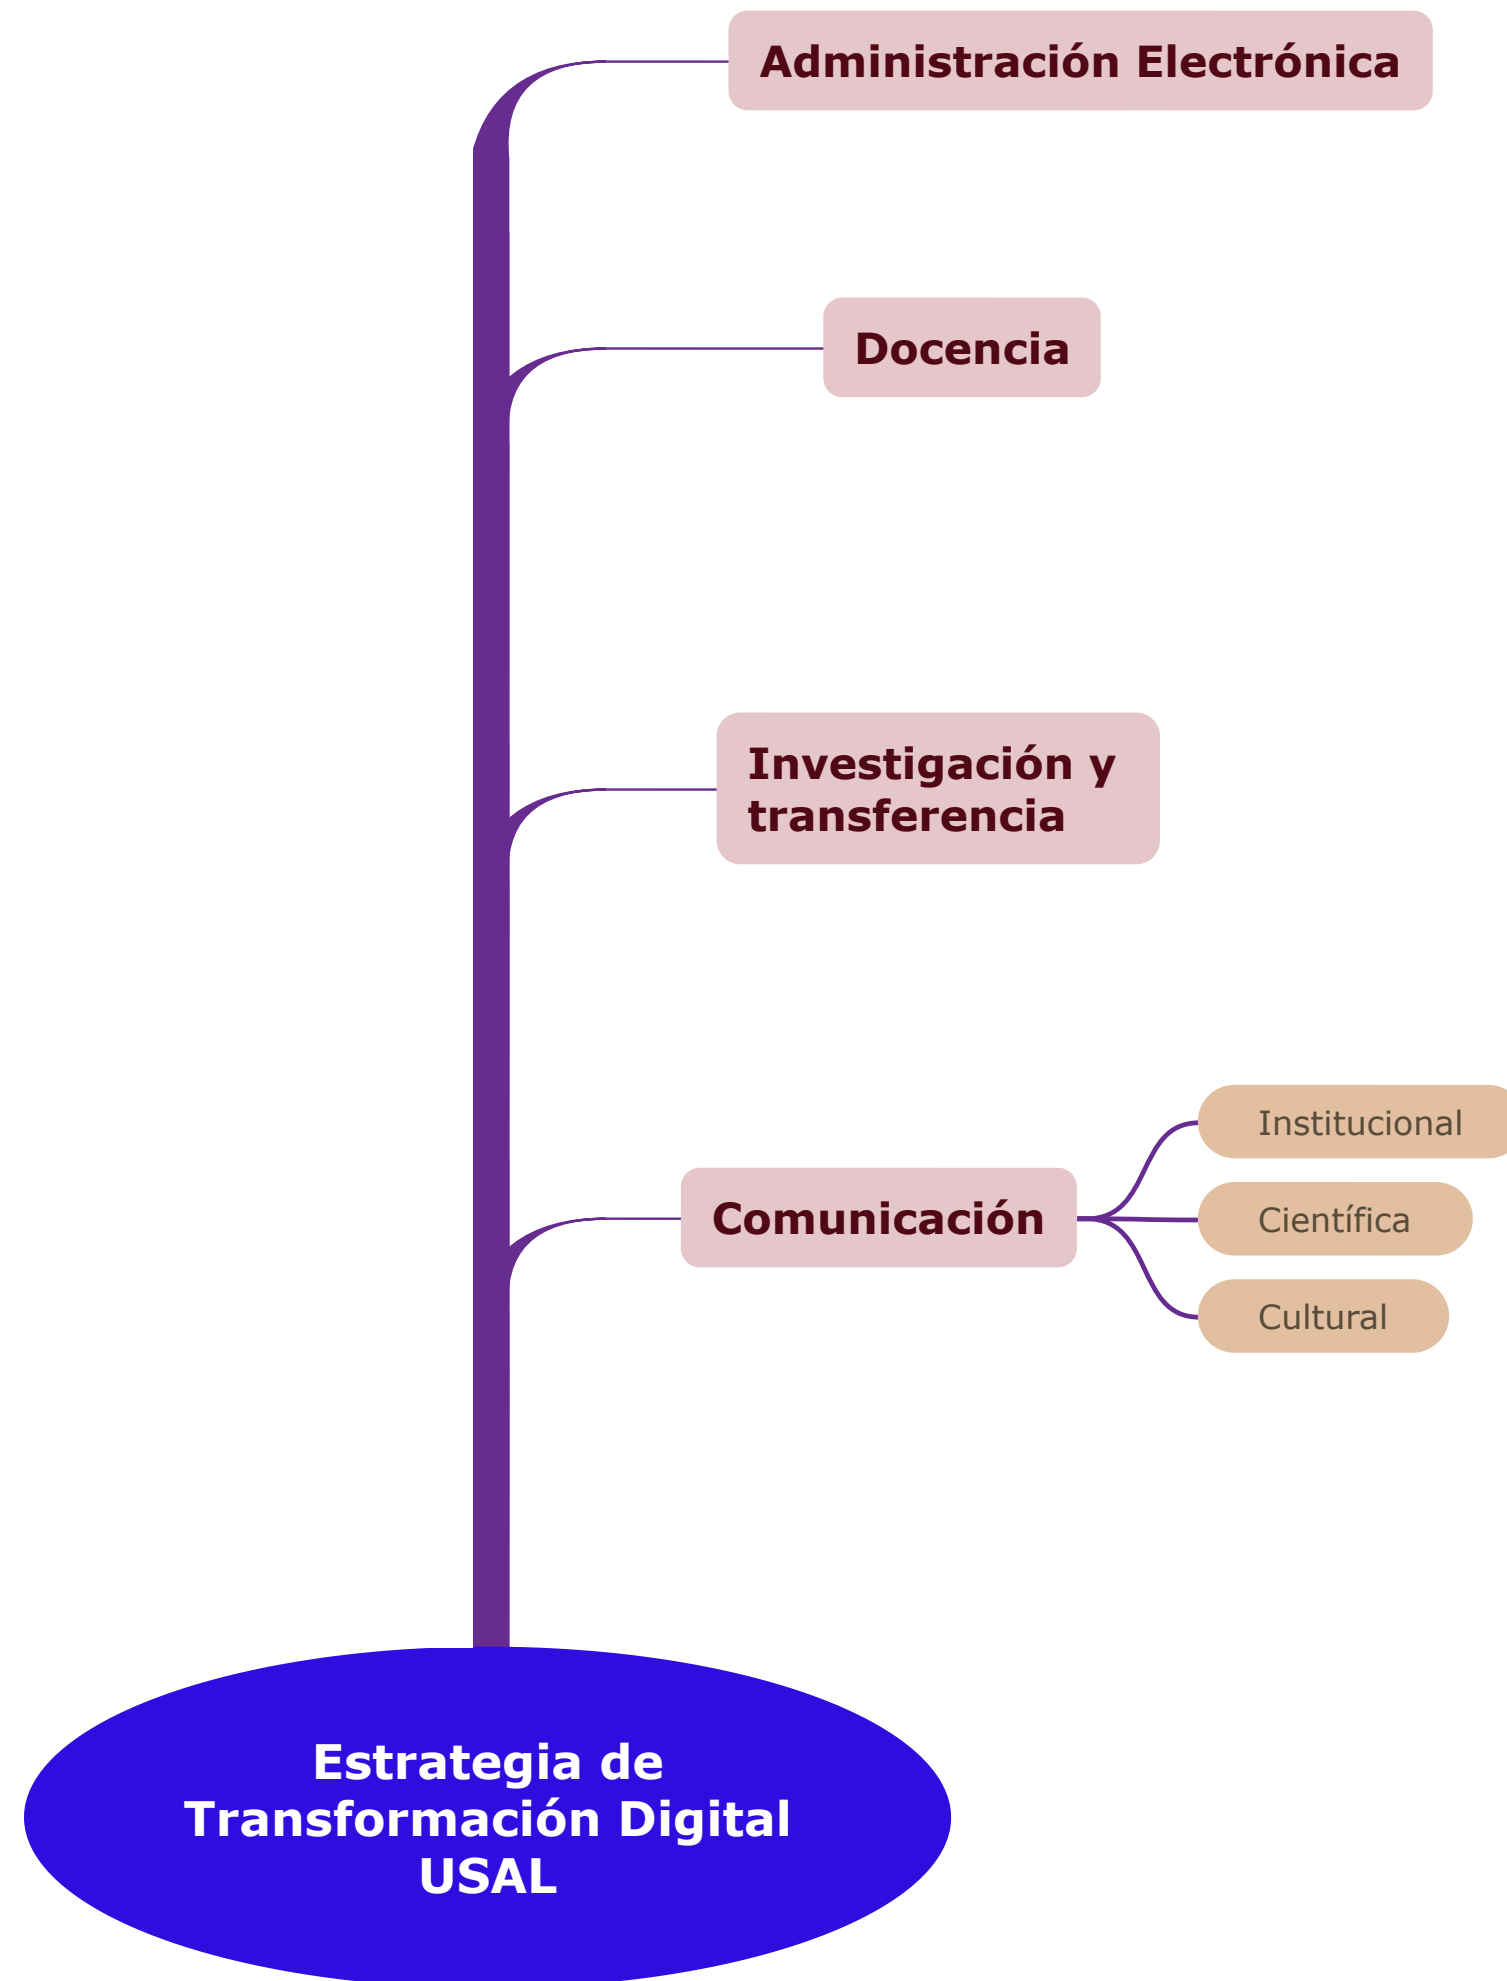 Administración Electrónica
Docencia
Investigación y
transferencia
Comunicación
Institucional
Científica
Cultural
Estrategia de
Transformación Digital
USAL